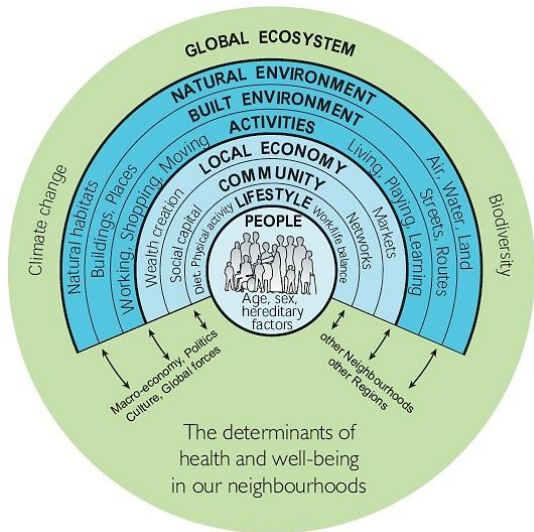 GLOBAL ECOSYSTEM
NATURAL ENVIRONMENT
BUILT ENVIRONMENT
ACTIVITIES
LOCAL ECONOMY
COMMUNITY
LIFESTYLE
PEOPLE
Climate change
Natural habitats
Buildings, Places
Working, Shopping, Moving
Wealth creation
Social capital
Diet, Physical activity
Work/life balance
Networks
Markets
Living, Playing, Learning
Streets, Routes
Air, Water, Land
Biodiversity
Age, sex,
hereditary
factors
Macro-economy, Politics
Culture, Global forces
other Neighbourhoods
other Regions
The determinants of
health and well-being
in our neighbourhoods